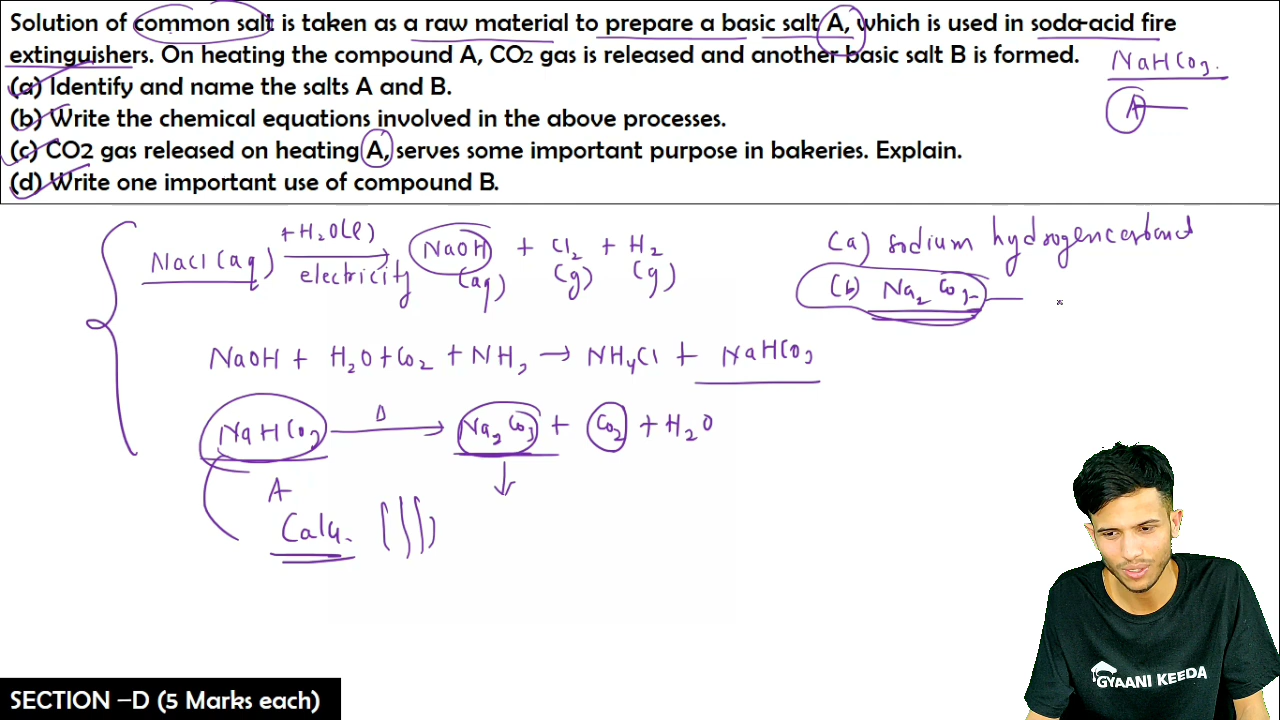 Solution of common salt is taken as a raw material to prepare a basic salt A, which is used in soda-acid fire
extinguishers. On heating the compound A, CO2 gas is released and another basic salt B is formed.
(a) Identify and name the salts A and B.
(b) Write the chemical equations involved in the above processes.
(c) CO2 gas released on heating A, serves some important purpose in bakeries. Explain.
(d) Write one important use of compound B.
NaHCO3.
A
NaCl (aq) +H2O(l) electricity NaOH (aq) + Cl2 (g) + H2 (g)
(a) sodium hydrogencarbonat
(b) Na2CO3
NaOH + H2O + CO2 + NH3 → NH4Cl + NaHCO3
NaHCO3 Δ → Na2CO3 + CO2 + H2O
A
GYAANI KEEDA
SECTION –D (5 Marks each)